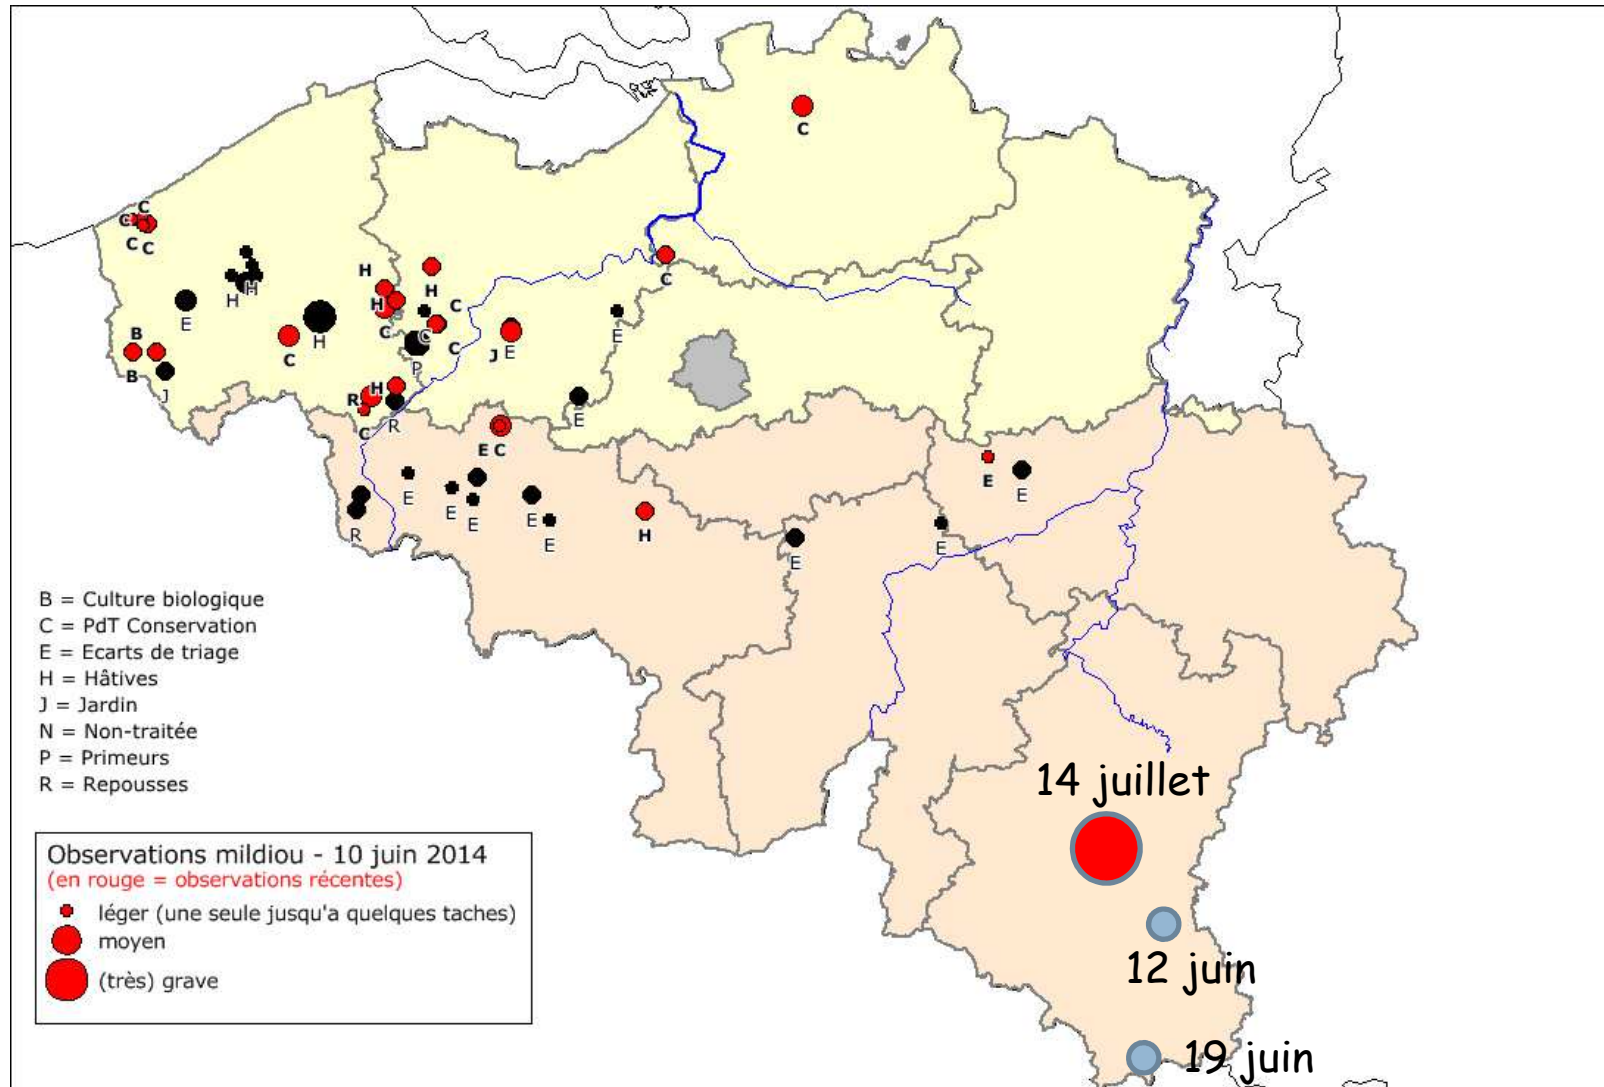 C
C
C
C C
C
H
H
H H
E
H
H
H
C
C
C
C
C
P
J E
E
B
B
J
H
R
C
R
E
E C
E
E
E
E
E
R
H
E
E
E
E
B = Culture biologique
C = PdT Conservation
E = Ecarts de triage
H = Hâtives
J = Jardin
N = Non-traitée
P = Primeurs
R = Repousses
14 juillet
12 juin
19 juin
Observations mildiou - 10 juin 2014
(en rouge = observations récentes)
léger (une seule jusqu'a quelques taches)
moyen
(très) grave